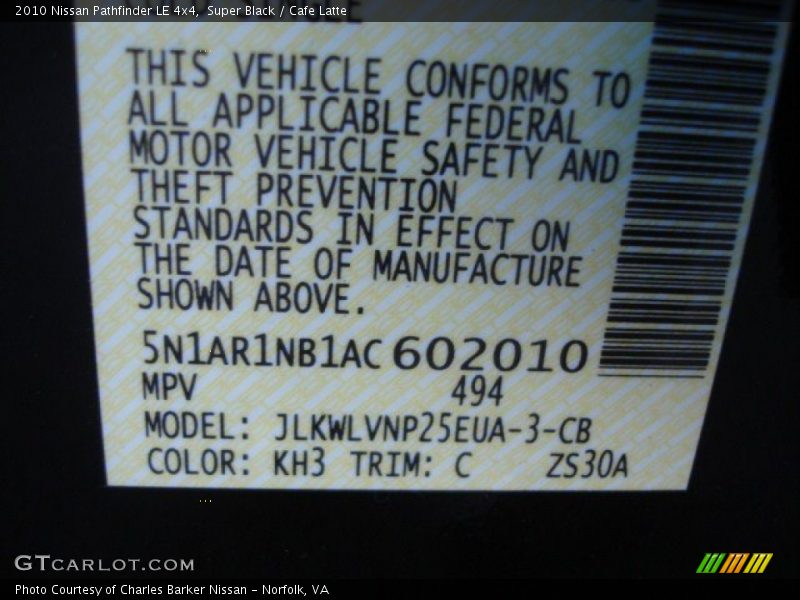 2010 Nissan Pathfinder LE 4x4,  Super Black / Cafe Latte
THIS VEHICLE CONFORMS TO
ALL APPLICABLE FEDERAL
MOTOR VEHICLE SAFETY AND
THEFT PREVENTION
STANDARDS IN EFFECT ON
THE DATE OF MANUFACTURE
SHOWN ABOVE.
5N1AR1NB1AC602010
MPV 494
MODEL: JLKWLVNP25EUA-3-CB
COLOR: KH3 TRIM: C ZS30A
GTCARLOT.COM
Photo Courtesy of Charles Barker Nissan - Norfolk, VA